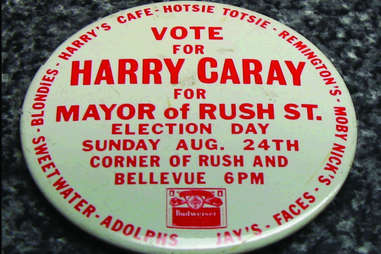 HARRY'S CAFE - HOTSIE TOTSIE - REMINGTON'S - MOBY NICK'S - FACES - JAY'S - ADOLPHS - SWEETWATER - BLONDIES -
VOTE
FOR
HARRY CARAY
FOR
MAYOR of RUSH ST.
ELECTION DAY
SUNDAY AUG. 24TH
CORNER OF RUSH AND
BELLEVUE 6PM
Budweiser